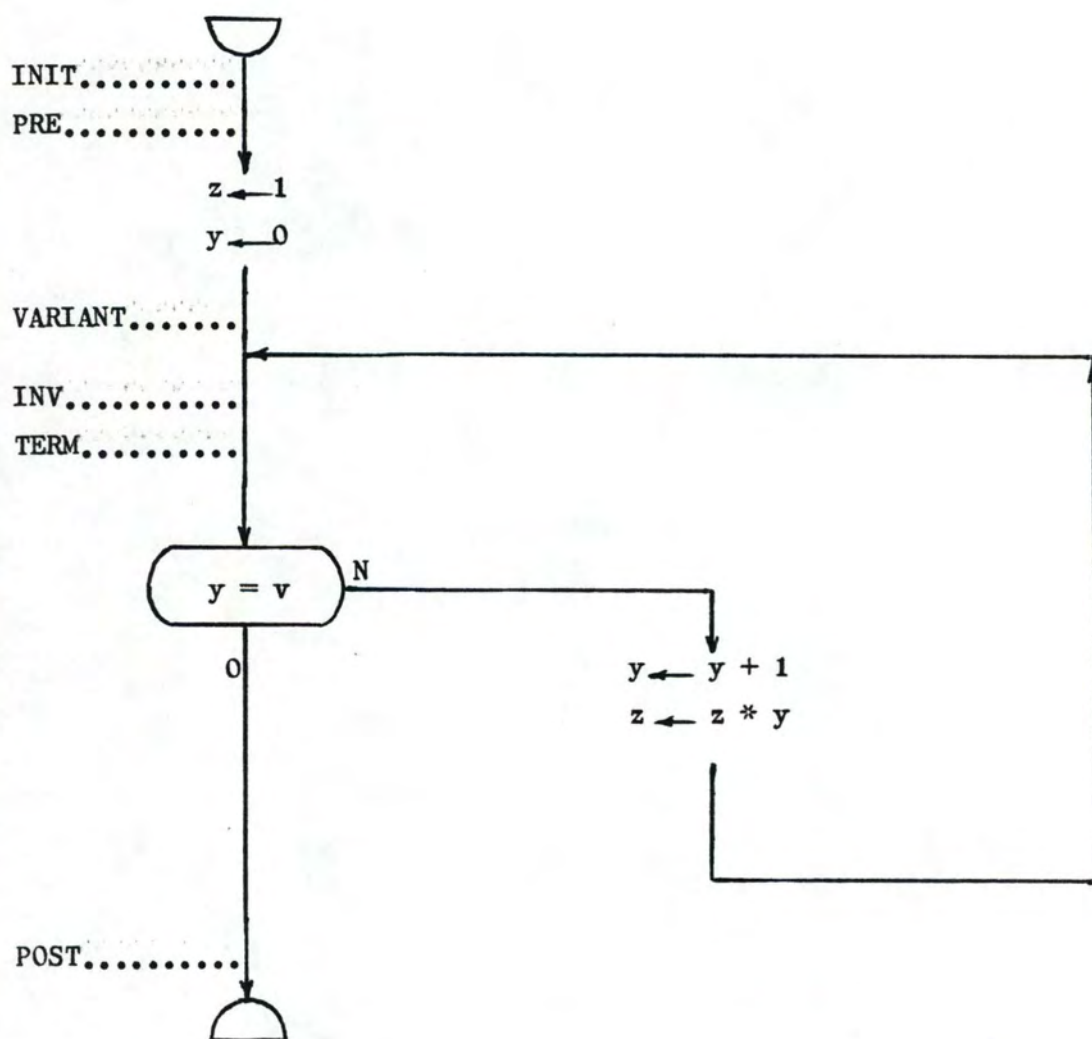 INIT........
PRE.........
z ← 1
y ← 0
VARIANT......
INV.........
TERM........
y = v
N
O
y ← y + 1
z ← z * y
POST........